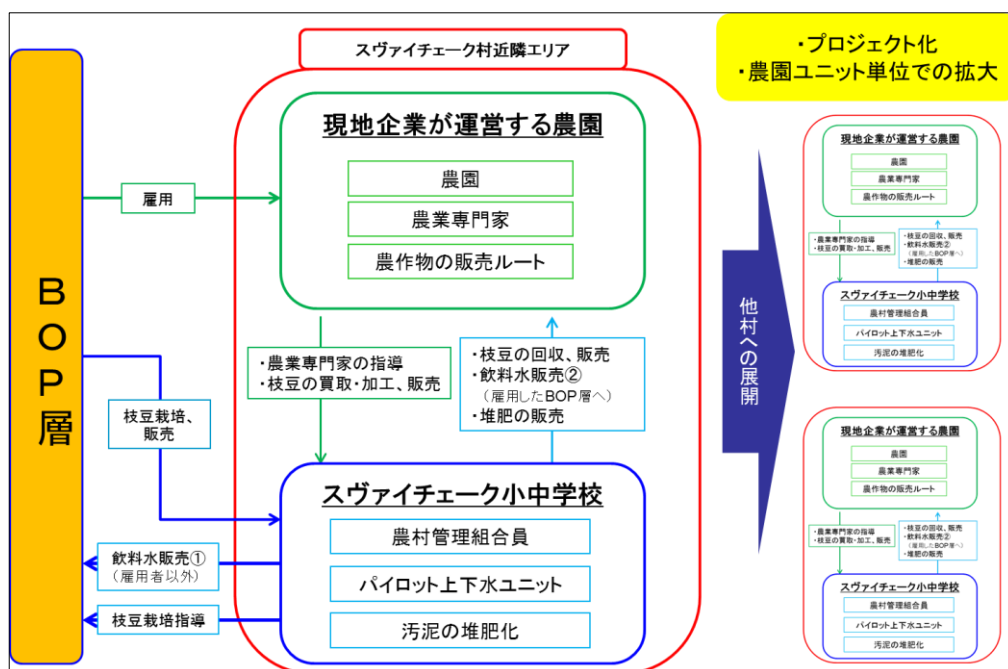 スヴァイチェーク村近隣エリア
・プロジェクト化
・農園ユニット単位での拡大
BOP層
雇用
枝豆栽培、
販売
飲料水販売①
(雇用者以外)
枝豆栽培指導
現地企業が運営する農園
農園
農業専門家
農作物の販売ルート
・農業専門家の指導
・枝豆の買取・加工、販売
・枝豆の回収、販売
・飲料水販売②
(雇用したBOP層へ)
・堆肥の販売
スヴァイチェーク小中学校
農村管理組合員
パイロット上下水ユニット
汚泥の堆肥化
他村への展開
現地企業が運営する農園
農園
農業専門家
農作物の販売ルート
・農業専門家の指導
・枝豆の買取・加工、販売
・枝豆の回収、販売
・飲料水販売②
(雇用したBOP層へ)
・堆肥の販売
スヴァイチェーク小中学校
農村管理組合員
パイロット上下水ユニット
汚泥の堆肥化
現地企業が運営する農園
農園
農業専門家
農作物の販売ルート
・農業専門家の指導
・枝豆の買取・加工、販売
・枝豆の回収、販売
・飲料水販売②
(雇用したBOP層へ)
・堆肥の販売
スヴァイチェーク小中学校
農村管理組合員
パイロット上下水ユニット
汚泥の堆肥化